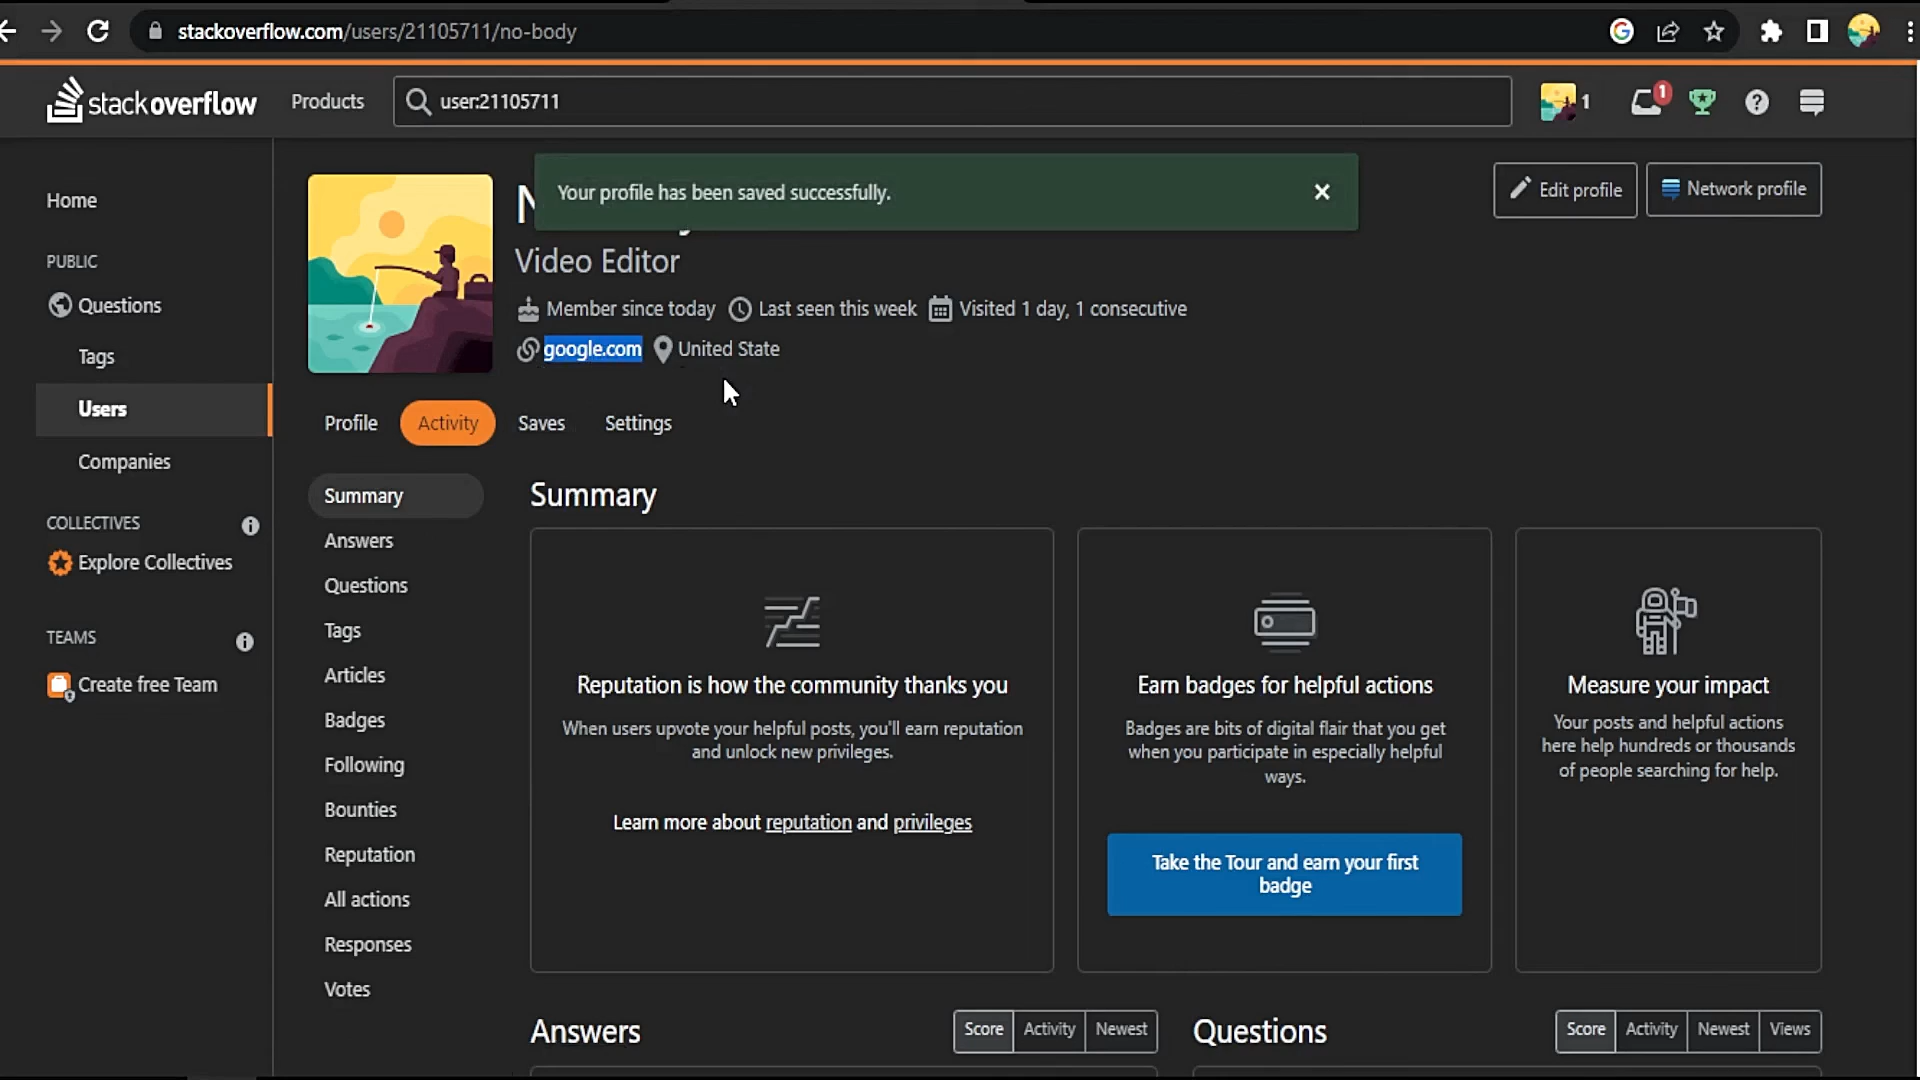 stackoverflow.com/users/21105711/no-body
stackoverflow
Products
user:21105711
1
1
Home
PUBLIC
Questions
Tags
Users
Companies
COLLECTIVES
Explore Collectives
TEAMS
Create free Team
Your profile has been saved successfully.
Edit profile
Network profile
Video Editor
Member since today
Last seen this week
Visited 1 day, 1 consecutive
google.com
United State
Profile
Activity
Saves
Settings
Summary
Answers
Questions
Tags
Articles
Badges
Following
Bounties
Reputation
All actions
Responses
Votes
Summary
Reputation is how the community thanks you
When users upvote your helpful posts, you'll earn reputation
and unlock new privileges.
Learn more about reputation and privileges
Earn badges for helpful actions
Badges are bits of digital flair that you get
when you participate in especially helpful
ways.
Take the Tour and earn your first
badge
Measure your impact
Your posts and helpful actions
here help hundreds or thousands
of people searching for help.
Answers
Score
Activity
Newest
Questions
Score
Activity
Newest
Views